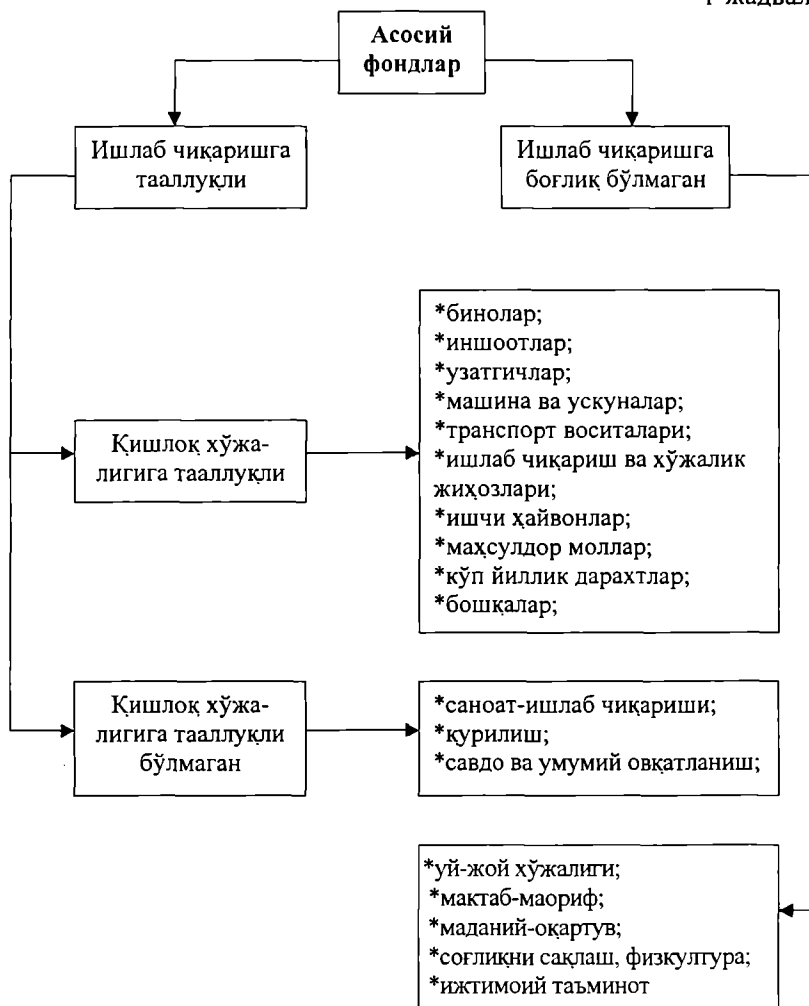 жадвал
Асосий
фондлар
Ишлаб чиқаришга
тааллуқли
Ишлаб чиқаришга
боғлиқ бўлмаган
Қишлоқ хўжа-
лигига тааллуқли
*бинолар;
*иншоотлар;
*узатгичлар;
*машина ва ускуналар;
*транспорт воситалари;
*ишлаб чиқариш ва хўжалик
жиҳозлари;
*ишчи ҳайвонлар;
*маҳсулдор моллар;
*кўп йиллик дарахтлар;
*бошқалар;
Қишлоқ хўжа-
лигига тааллуқли
бўлмаган
*саноат-ишлаб чиқариши;
*қурилиш;
*савдо ва умумий овқатланиш;
*уй-жой хўжалиги;
*мактаб-маориф;
*маданий-оқартув;
*соғлиқни сақлаш, физкултура;
*ижтимоий таъминот